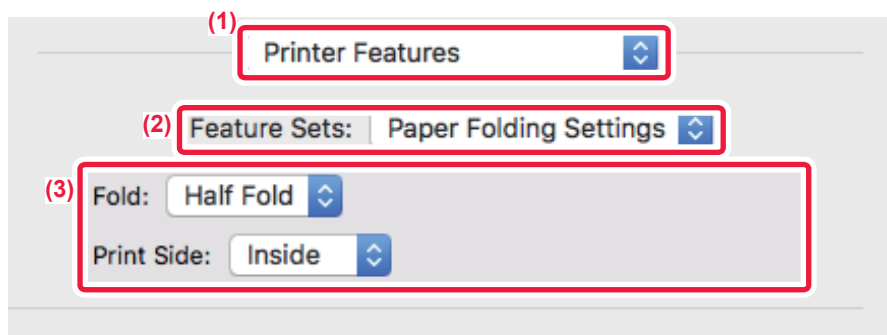 (1)
Printer Features
(2) Feature Sets: Paper Folding Settings
(3) Fold: Half Fold
Print Side: Inside